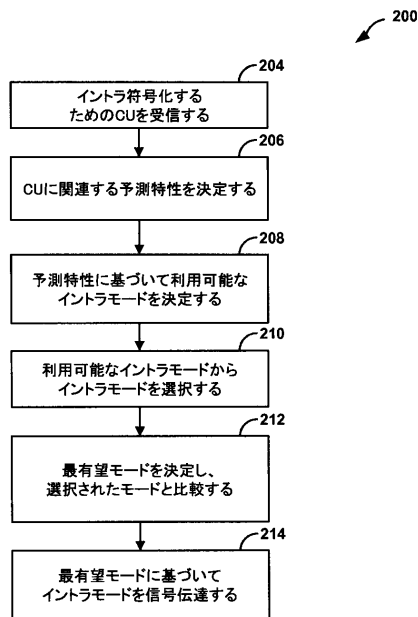 200
204
イントラ符号化する
ためのCUを受信する
206
CUに関連する予測特性を決定する
208
予測特性に基づいて利用可能な
イントラモードを決定する
210
利用可能なイントラモードから
イントラモードを選択する
212
最有望モードを決定し、
選択されたモードと比較する
214
最有望モードに基づいて
イントラモードを信号伝達する